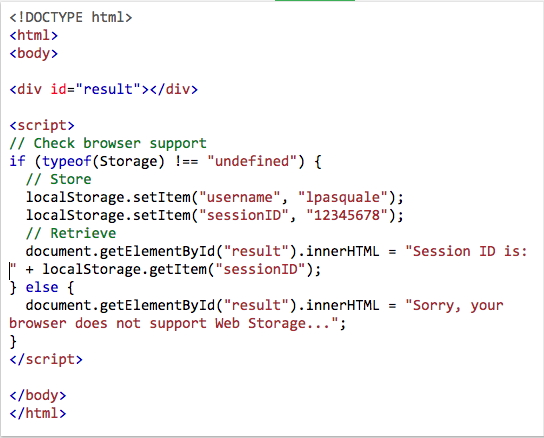 <!DOCTYPE html>
<html>
<body>
<div id="result"></div>
<script>
// Check browser support
if (typeof(Storage) !== "undefined") {
  // Store
  localStorage.setItem("username", "lpasquale");
  localStorage.setItem("sessionID", "12345678");
  // Retrieve
  document.getElementById("result").innerHTML = "Session ID is:
" + localStorage.getItem("sessionID");
} else {
  document.getElementById("result").innerHTML = "Sorry, your
browser does not support Web Storage...";
}
</script>
</body>
</html>